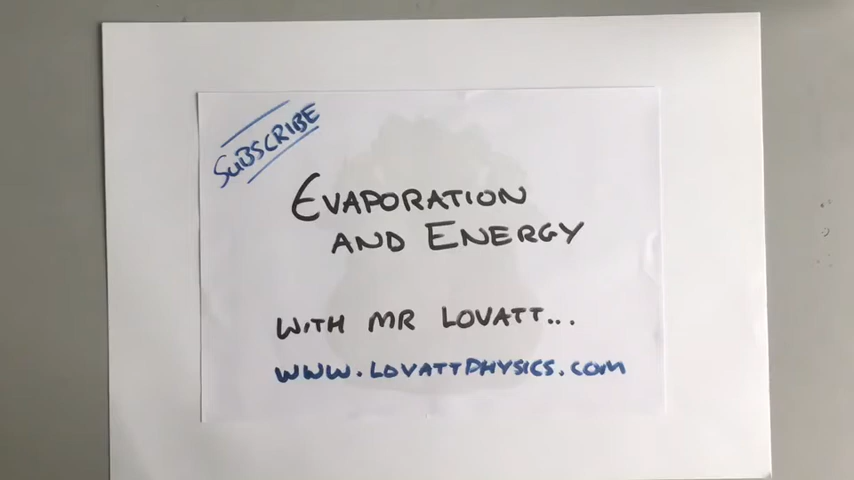 SUBSCRIBE
EVAPORATION
AND ENERGY
WITH MR LOVATT...
WWW.LOVATTPHYSICS.COM